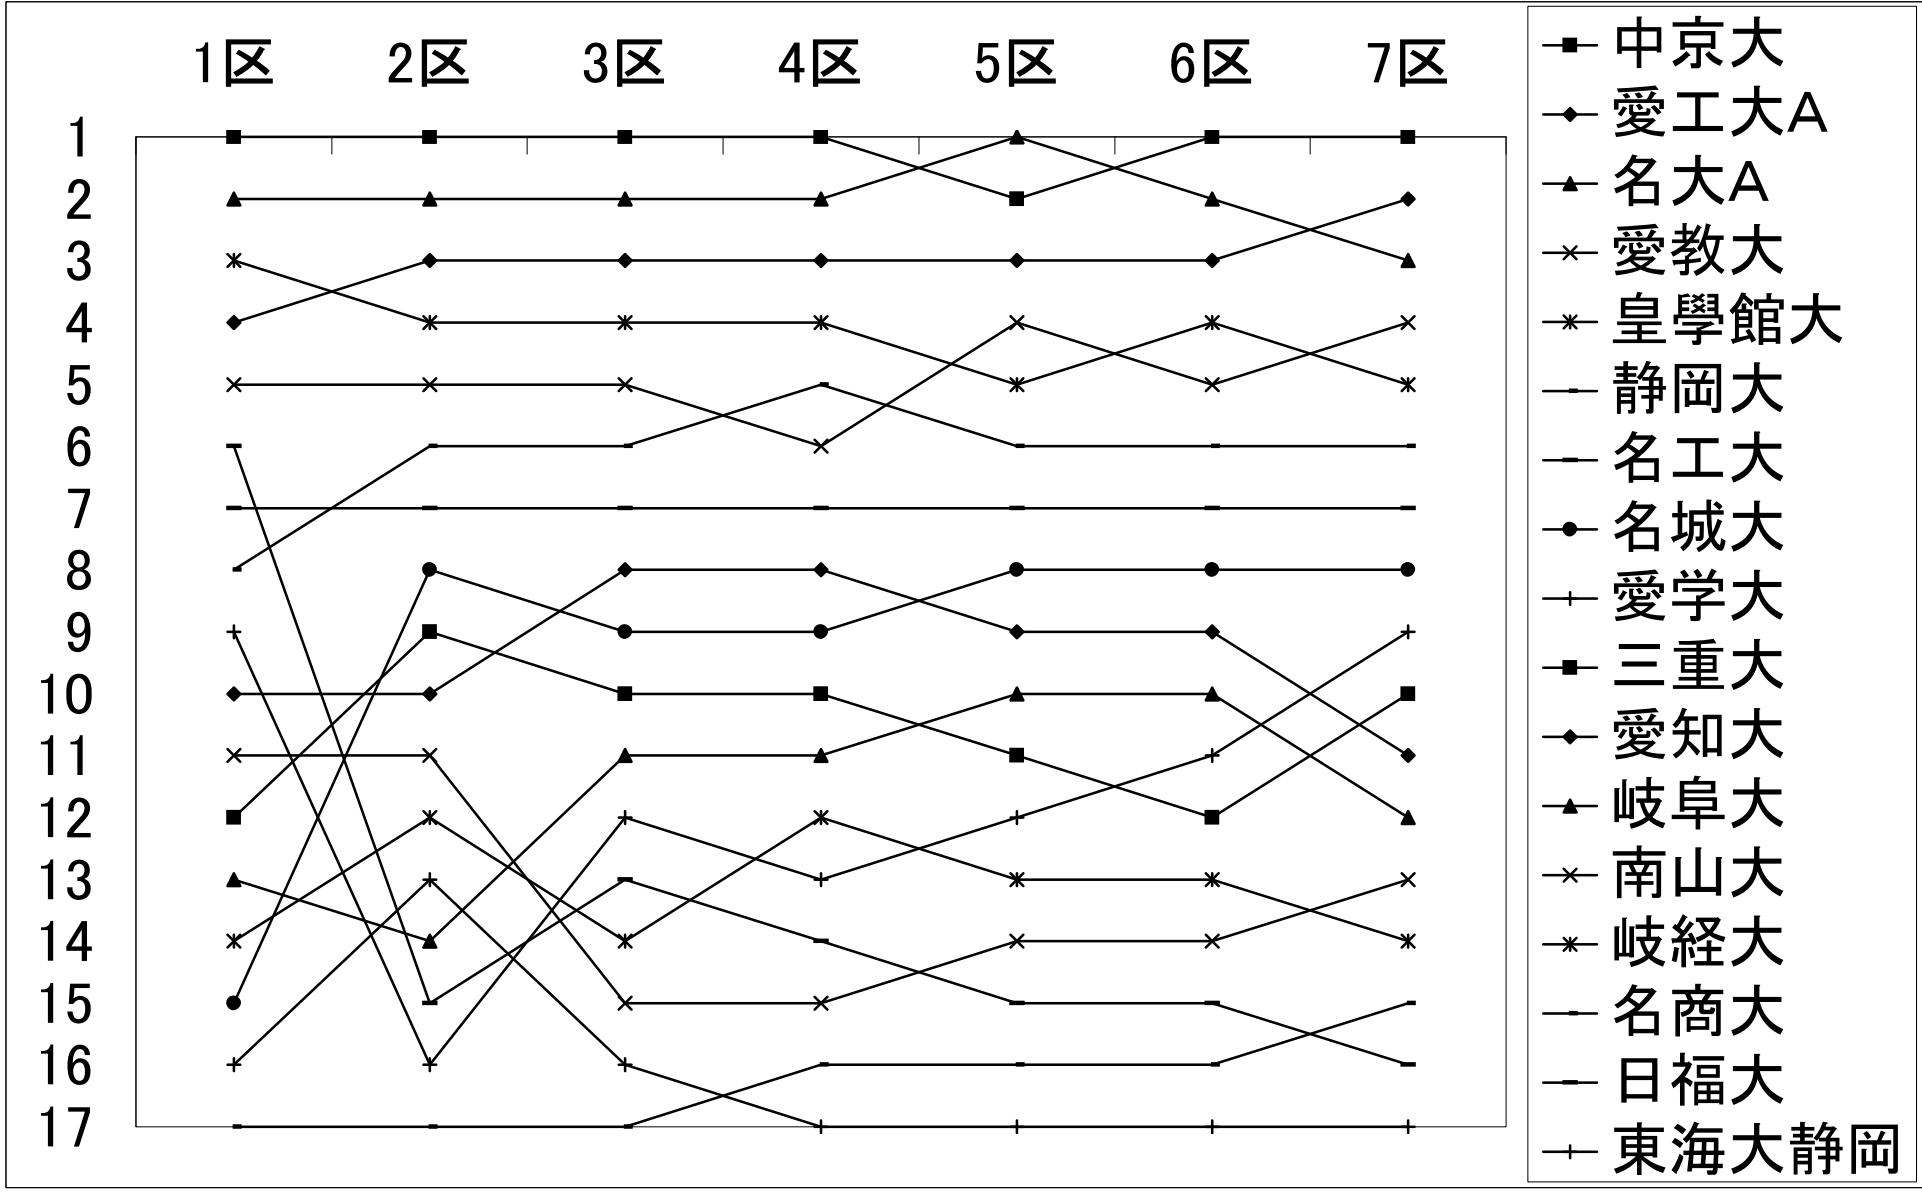 1区 2区 3区 4区 5区 6区 7区
1
2
3
4
5
6
7
8
9
10
11
12
13
14
15
16
17
中京大
愛工大A
名大A
愛教大
皇學館大
静岡大
名工大
名城大
愛学大
三重大
愛知大
岐阜大
南山大
岐経大
名商大
日福大
東海大静岡